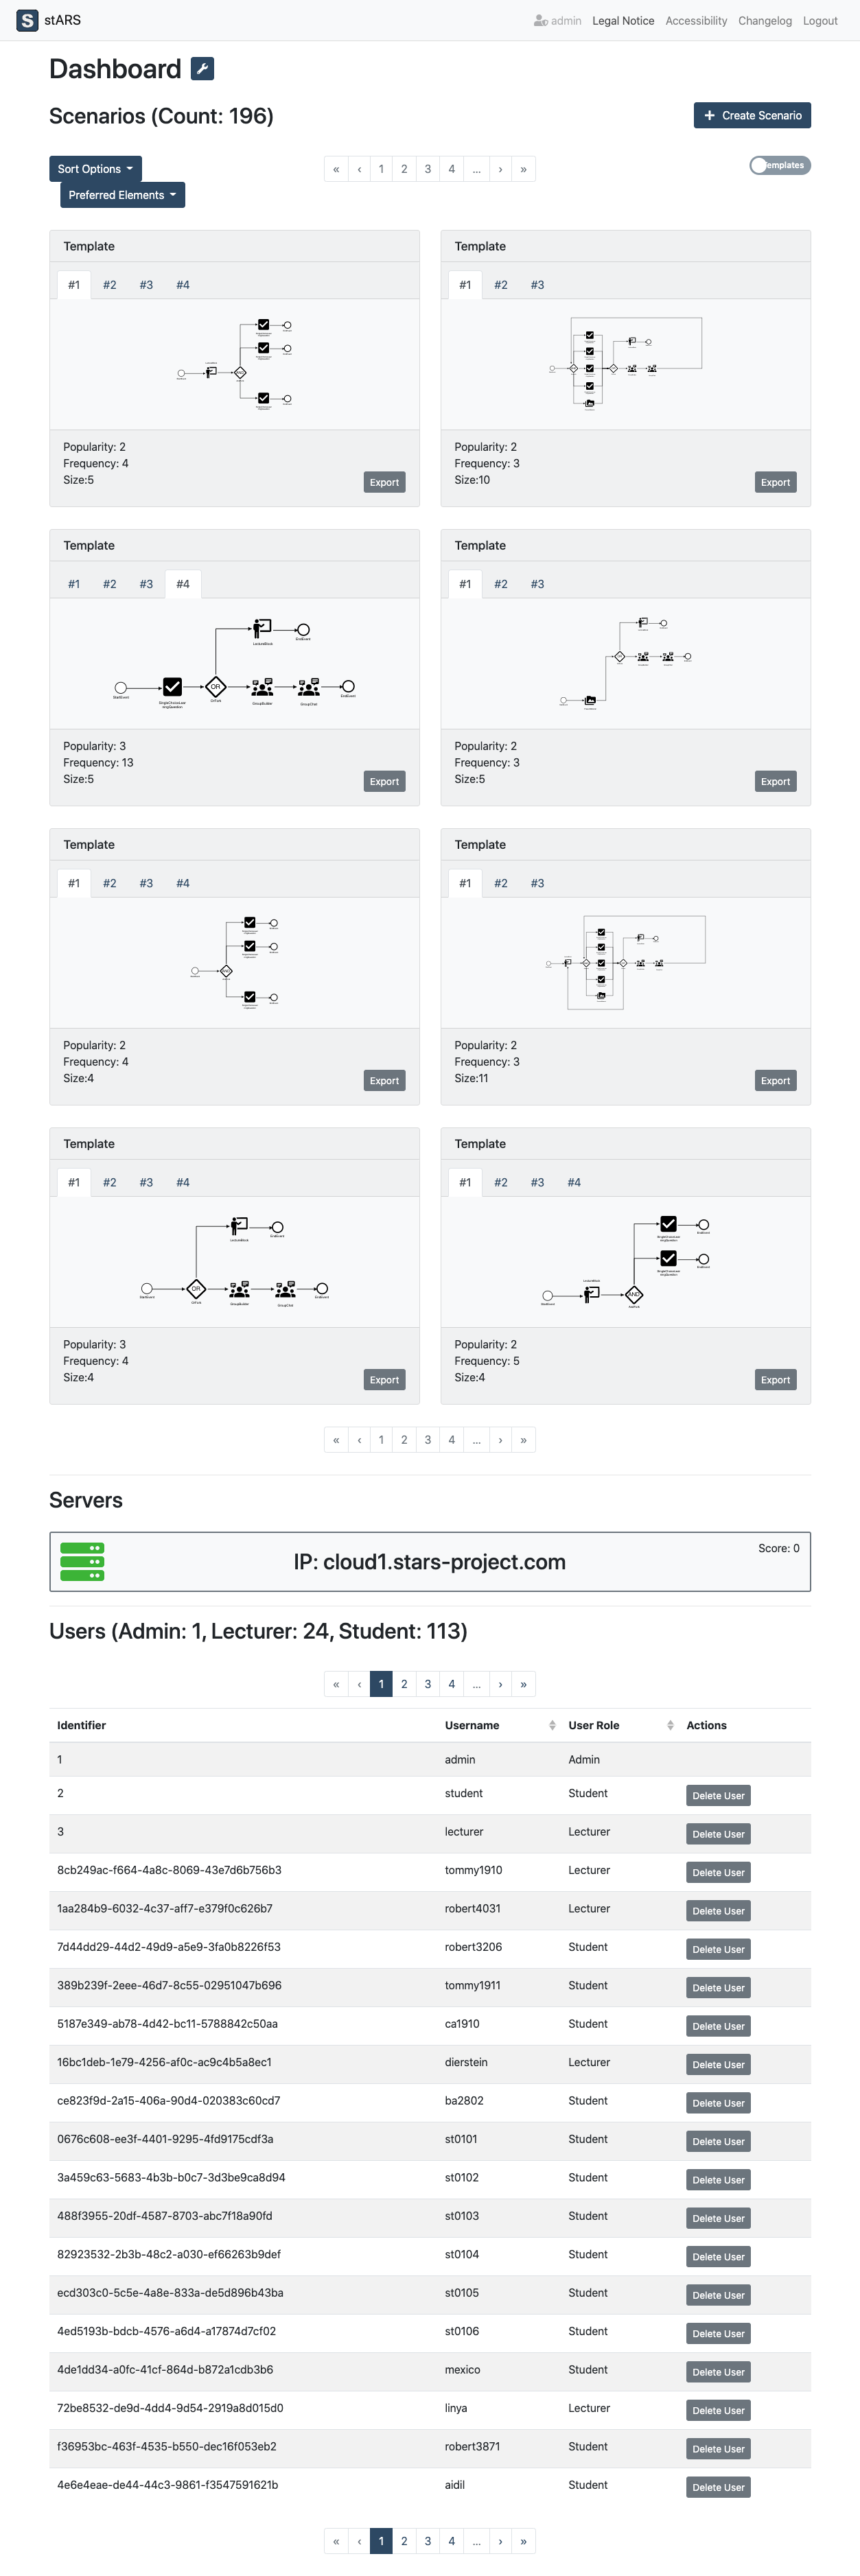 S stARS
admin Legal Notice Accessibility Changelog Logout
Dashboard
Scenarios (Count: 196)
+ Create Scenario
Sort Options
« ‹ 1 2 3 4 ... › »
Preferred Elements
Template
#1 #2 #3 #4
Popularity: 2
Frequency: 4
Size:5
Export
Template
#1 #2 #3
Popularity: 2
Frequency: 3
Size:10
Export
Template
#1 #2 #3 #4
OR
LectureBlock
EndEvent
StartEvent
GroupBuilder
GroupChat
EndEvent
Popularity: 3
Frequency: 13
Size:5
Export
Template
#1 #2 #3
Popularity: 2
Frequency: 3
Size:5
Export
Template
#1 #2 #3 #4
Popularity: 2
Frequency: 4
Size:4
Export
Template
#1 #2 #3
Popularity: 2
Frequency: 3
Size:11
Export
Template
#1 #2 #3 #4
LectureBlock
EndEvent
StartEvent
OR
GroupBuilder
GroupChat
EndEvent
Popularity: 3
Frequency: 4
Size:4
Export
Template
#1 #2 #3 #4
AND
Popularity: 2
Frequency: 5
Size:4
Export
« ‹ 1 2 3 4 ... › »
Servers
IP: cloud1.stars-project.com
Score: 0
Users (Admin: 1, Lecturer: 24, Student: 113)
« ‹ 1 2 3 4 ... › »
Identifier Username User Role Actions
1 admin Admin
2 student Student Delete User
3 lecturer Lecturer Delete User
8cb249ac-f664-4a8c-8069-43e7d6b756b3 tommy1910 Lecturer Delete User
1aa284b9-6032-4c37-aff7-e379f0c626b7 robert4031 Lecturer Delete User
7d44dd29-44d2-49d9-a5e9-3fa0b8226f53 robert3206 Student Delete User
389b239f-2eee-46d7-8c55-02951047b696 tommy1911 Student Delete User
5187e349-ab78-4d42-bc11-5788842c50aa ca1910 Student Delete User
16bc1deb-1e79-4256-af0c-ac9c4b5a8ec1 dierstein Lecturer Delete User
ce823f9d-2a15-406a-90d4-020383c60cd7 ba2802 Student Delete User
0676c608-ee3f-4401-9295-4fd9175cdf3a st0101 Student Delete User
3a459c63-5683-4b3b-b0c7-3d3be9ca8d94 st0102 Student Delete User
488f3955-20df-4587-8703-abc7f18a90fd st0103 Student Delete User
82923532-2b3b-48c2-a030-ef66263b9def st0104 Student Delete User
ecd303c0-5c5e-4a8e-833a-de5d896b43ba st0105 Student Delete User
4ed5193b-bdcb-4576-a6d4-a17874d7cf02 st0106 Student Delete User
4de1dd34-a0fc-41cf-864d-b872a1cdb3b6 mexico Student Delete User
72be8532-de9d-4dd4-9d54-2919a8d015d0 linya Lecturer Delete User
f36953bc-463f-4535-b550-dec16f053eb2 robert3871 Student Delete User
4e6e4eae-de44-44c3-9861-f3547591621b aidil Student Delete User
« ‹ 1 2 3 4 ... › »